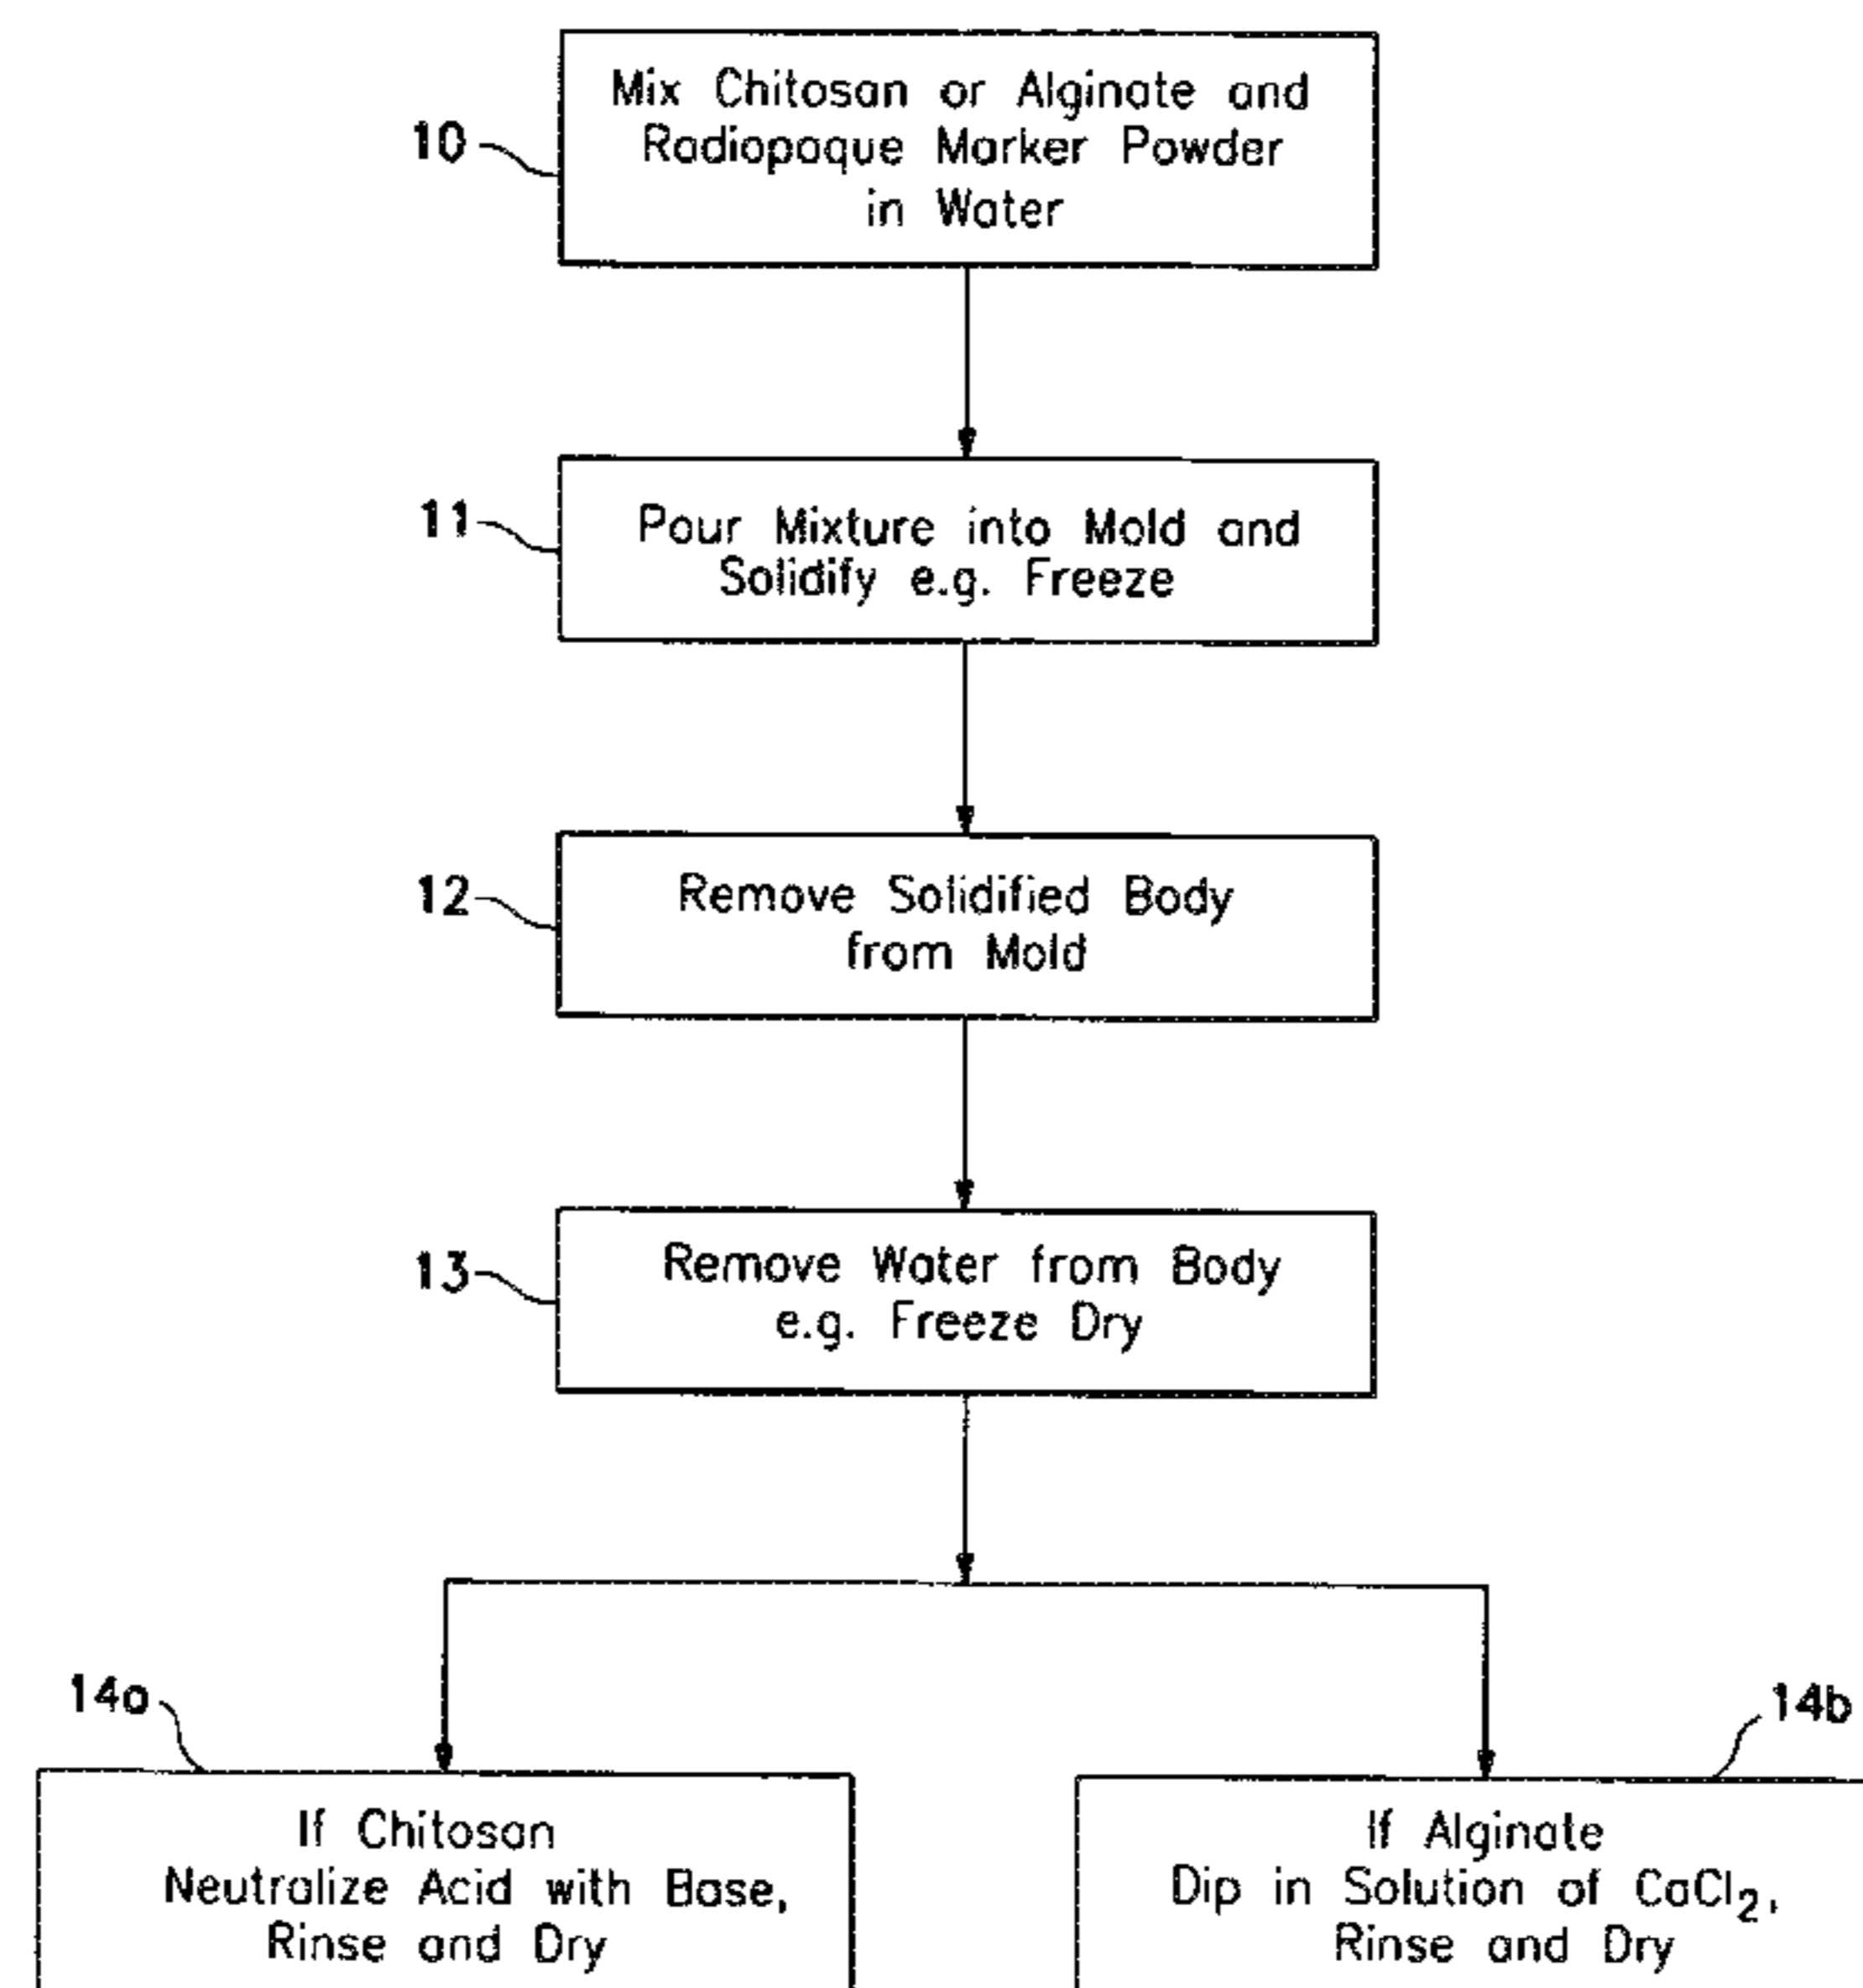 10
Mix Chitosan or Alginate and
Radiopaque Marker Powder
in Water
11
Pour Mixture into Mold and
Solidify e.g. Freeze
12
Remove Solidified Body
from Mold
13
Remove Water from Body
e.g. Freeze Dry
14a
14b
If Chitosan
Neutralize Acid with Base,
Rinse and Dry
If Alginate
Dip in Solution of CaCl₂,
Rinse and Dry